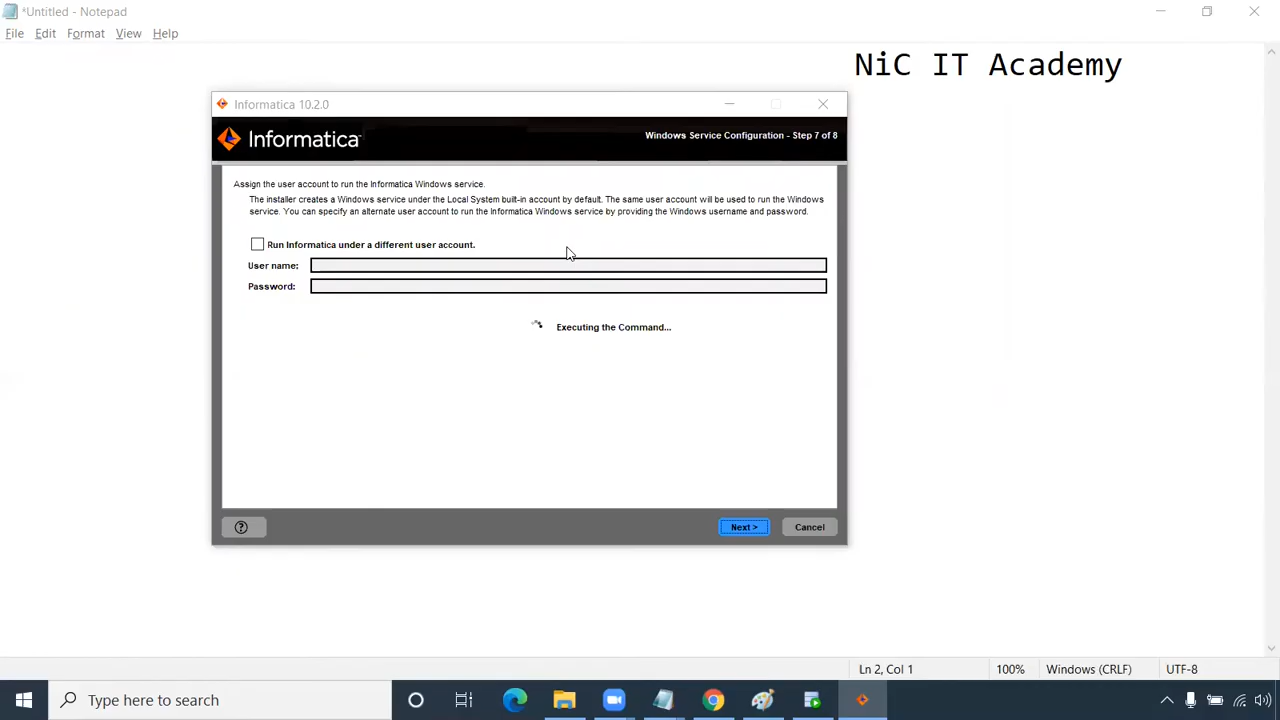 *Untitled - Notepad
File Edit Format View Help
NiC IT Academy
Informatica 10.2.0
Informatica
Windows Service Configuration - Step 7 of 8
Assign the user account to run the Informatica Windows service.
The installer creates a Windows service under the Local System built-in account by default. The same user account will be used to run the Windows
service. You can specify an alternate user account to run the Informatica Windows service by providing the Windows username and password.
Run Informatica under a different user account.
User name:
Password:
Executing the Command...
?
Next >
Cancel
Ln 2, Col 1
100%
Windows (CRLF)
UTF-8
Type here to search